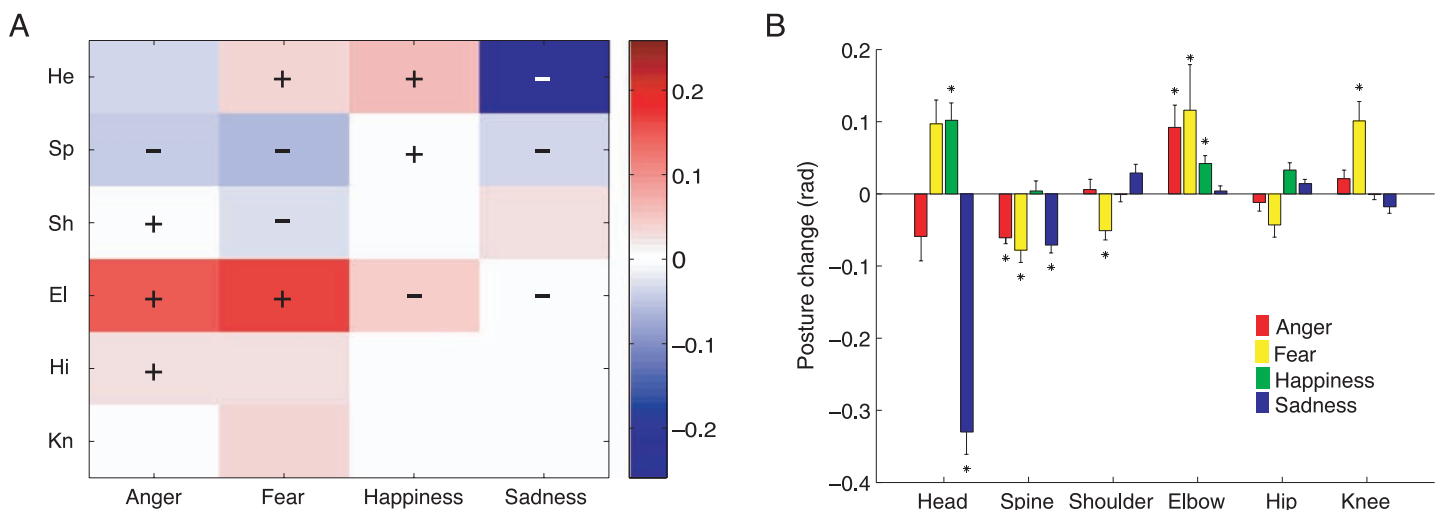 A
He + + −
Sp − − + −
Sh + −
El + + − −
Hi +
Kn
Anger Fear Happiness Sadness
0.2
0.1
0
−0.1
−0.2
B
Posture change (rad)
0.2
0.1
0
−0.1
−0.2
−0.3
−0.4
* * * * * * * * * * *
Anger
Fear
Happiness
Sadness
Head Spine Shoulder Elbow Hip Knee